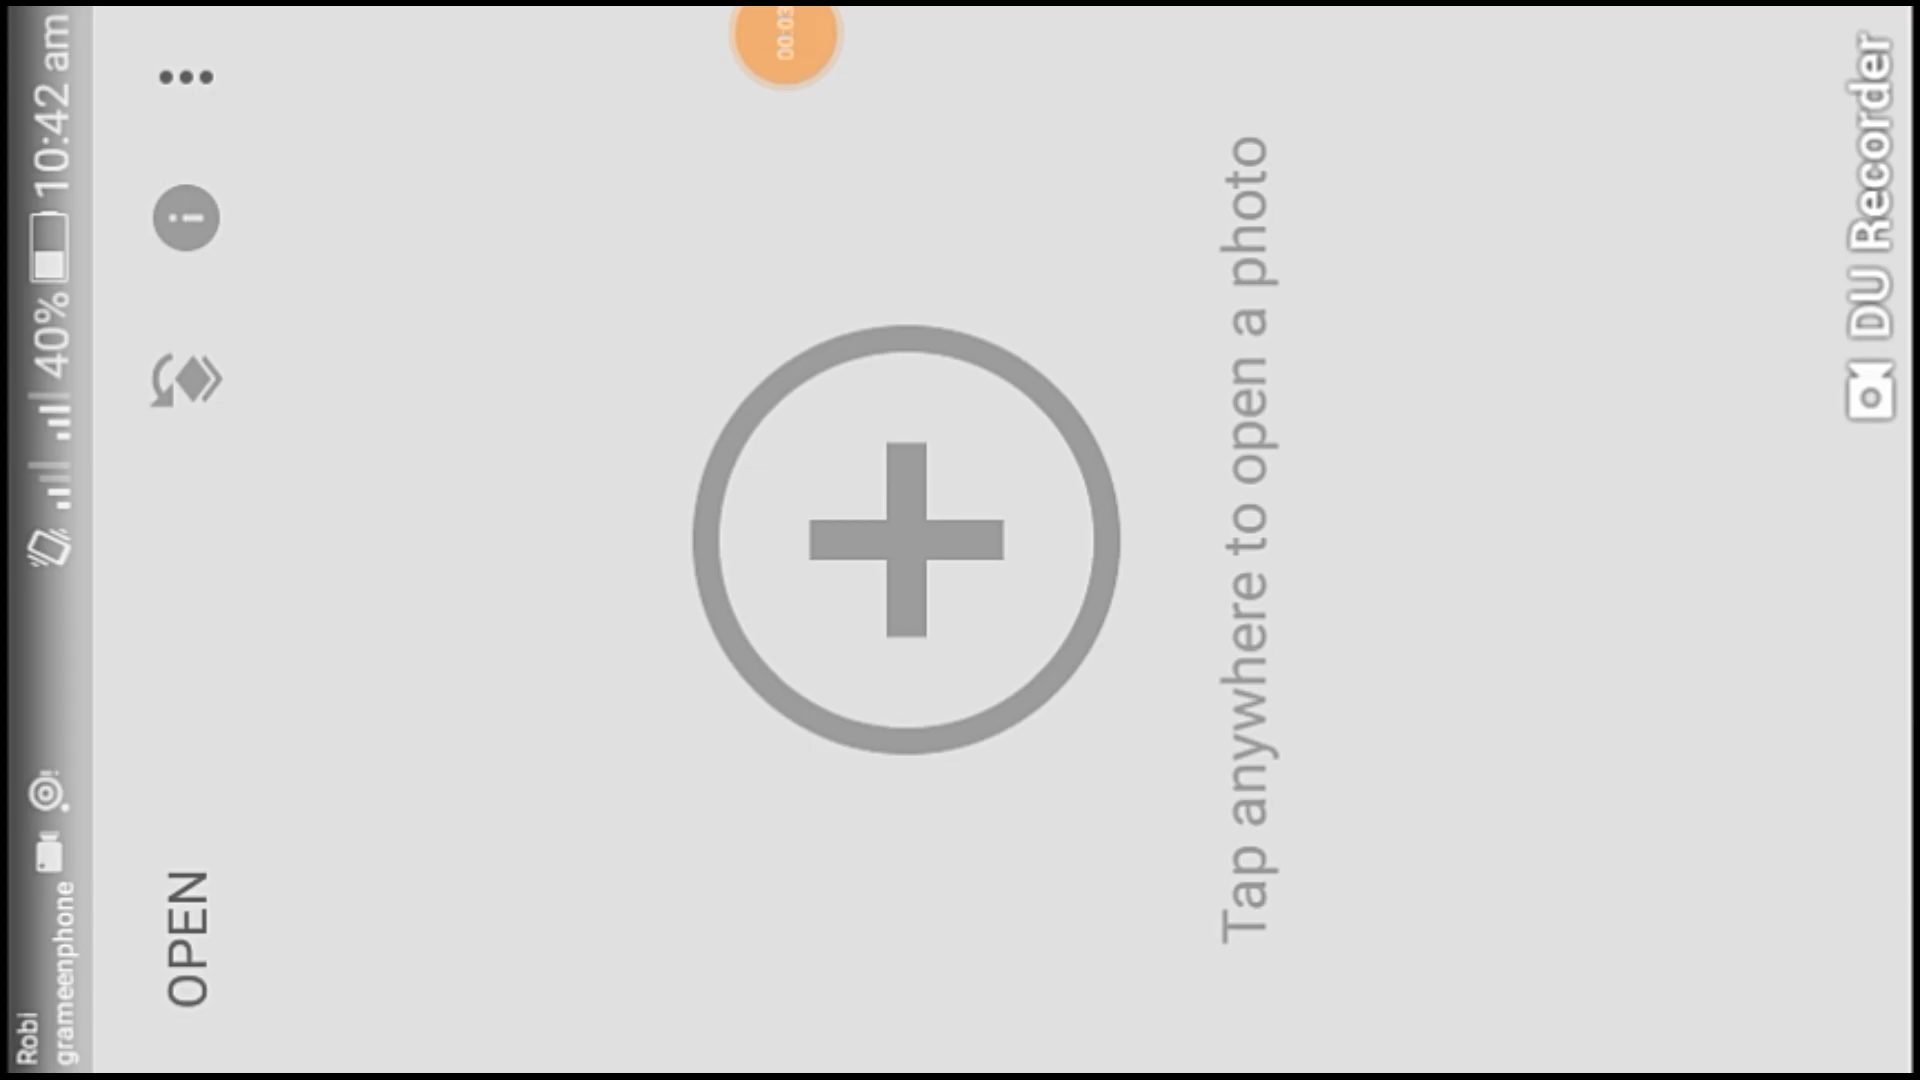 Robi
grameenphone
40%
10:42 am
OPEN
00:03
Tap anywhere to open a photo
DU Recorder